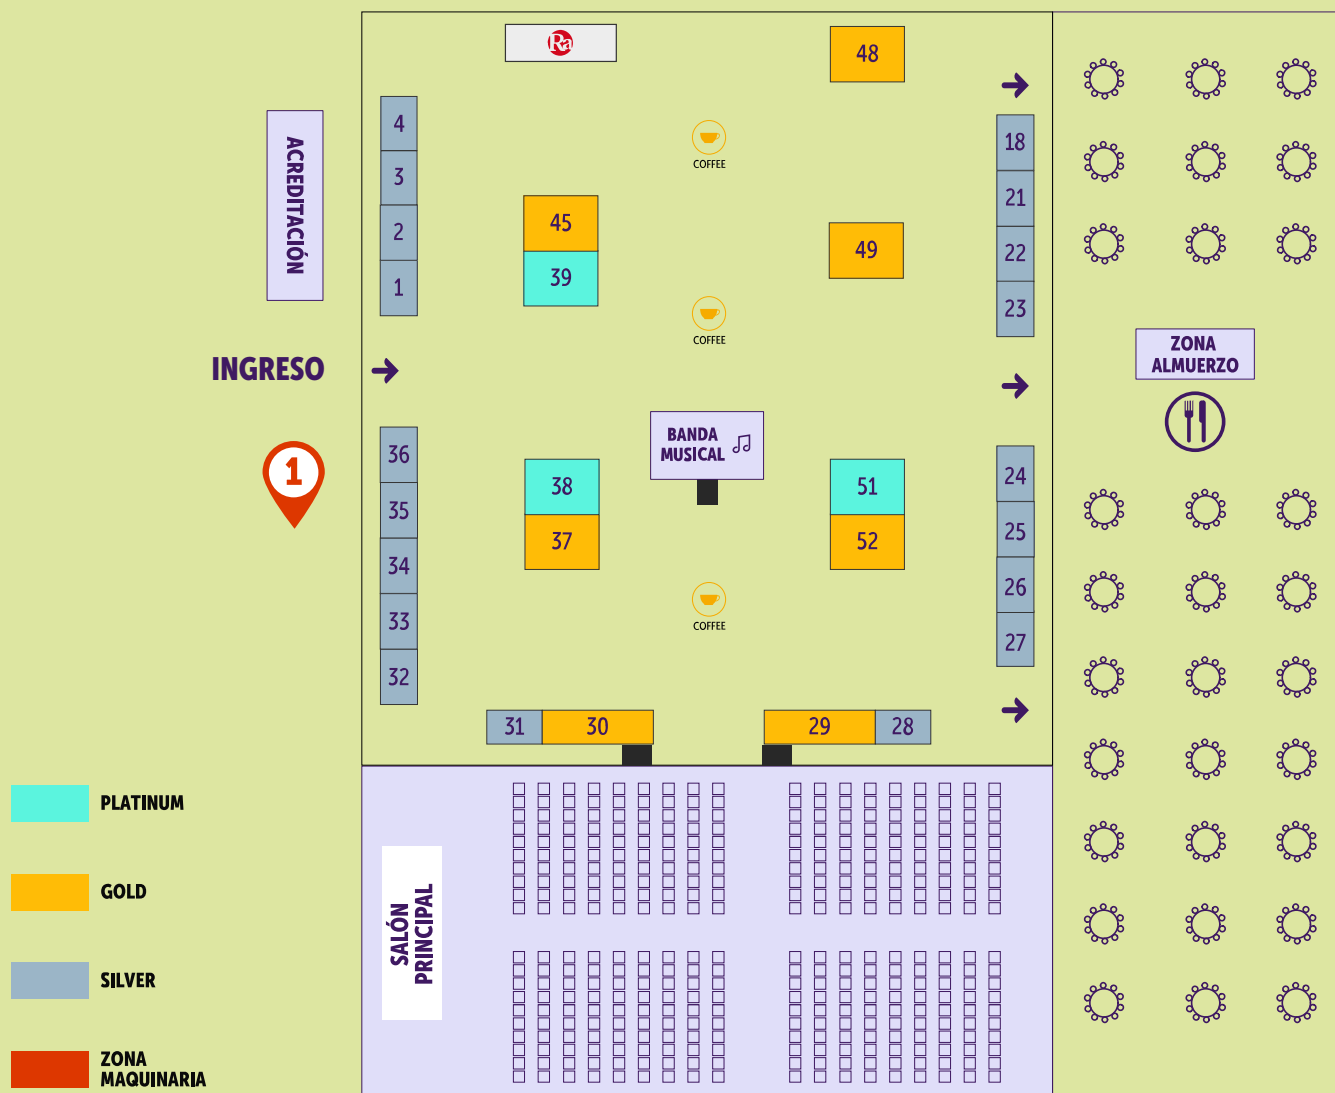 Ra
48
4
3
2
1
ACREDITACIÓN
COFFEE
18
21
22
23
45
39
49
COFFEE
INGRESO
ZONA
ALMUERZO
1
36
35
34
33
32
38
37
BANDA
MUSICAL
51
52
24
25
26
27
COFFEE
31
30
29
28
PLATINUM
GOLD
SILVER
ZONA
MAQUINARIA
SALÓN
PRINCIPAL